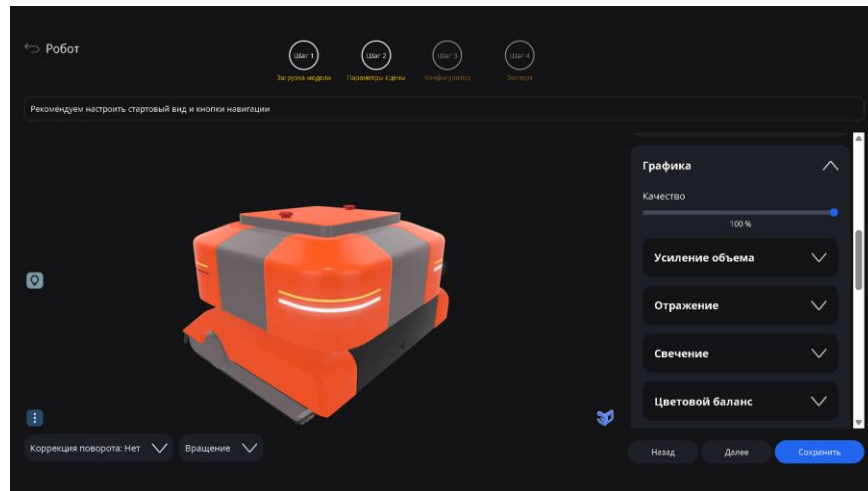 Робот
Шаг 1
Шаг 2
Шаг 3
Шаг 4
Загрузка модели
Параметры сцены
Конфигуратор
Экспорт
Рекомендуем настроить стартовый вид и кнопки навигации
Графика
Качество
100 %
Усиление объема
Отражение
Свечение
Цветовой баланс
Коррекция поворота: Нет
Вращение
Назад
Далее
Сохранить